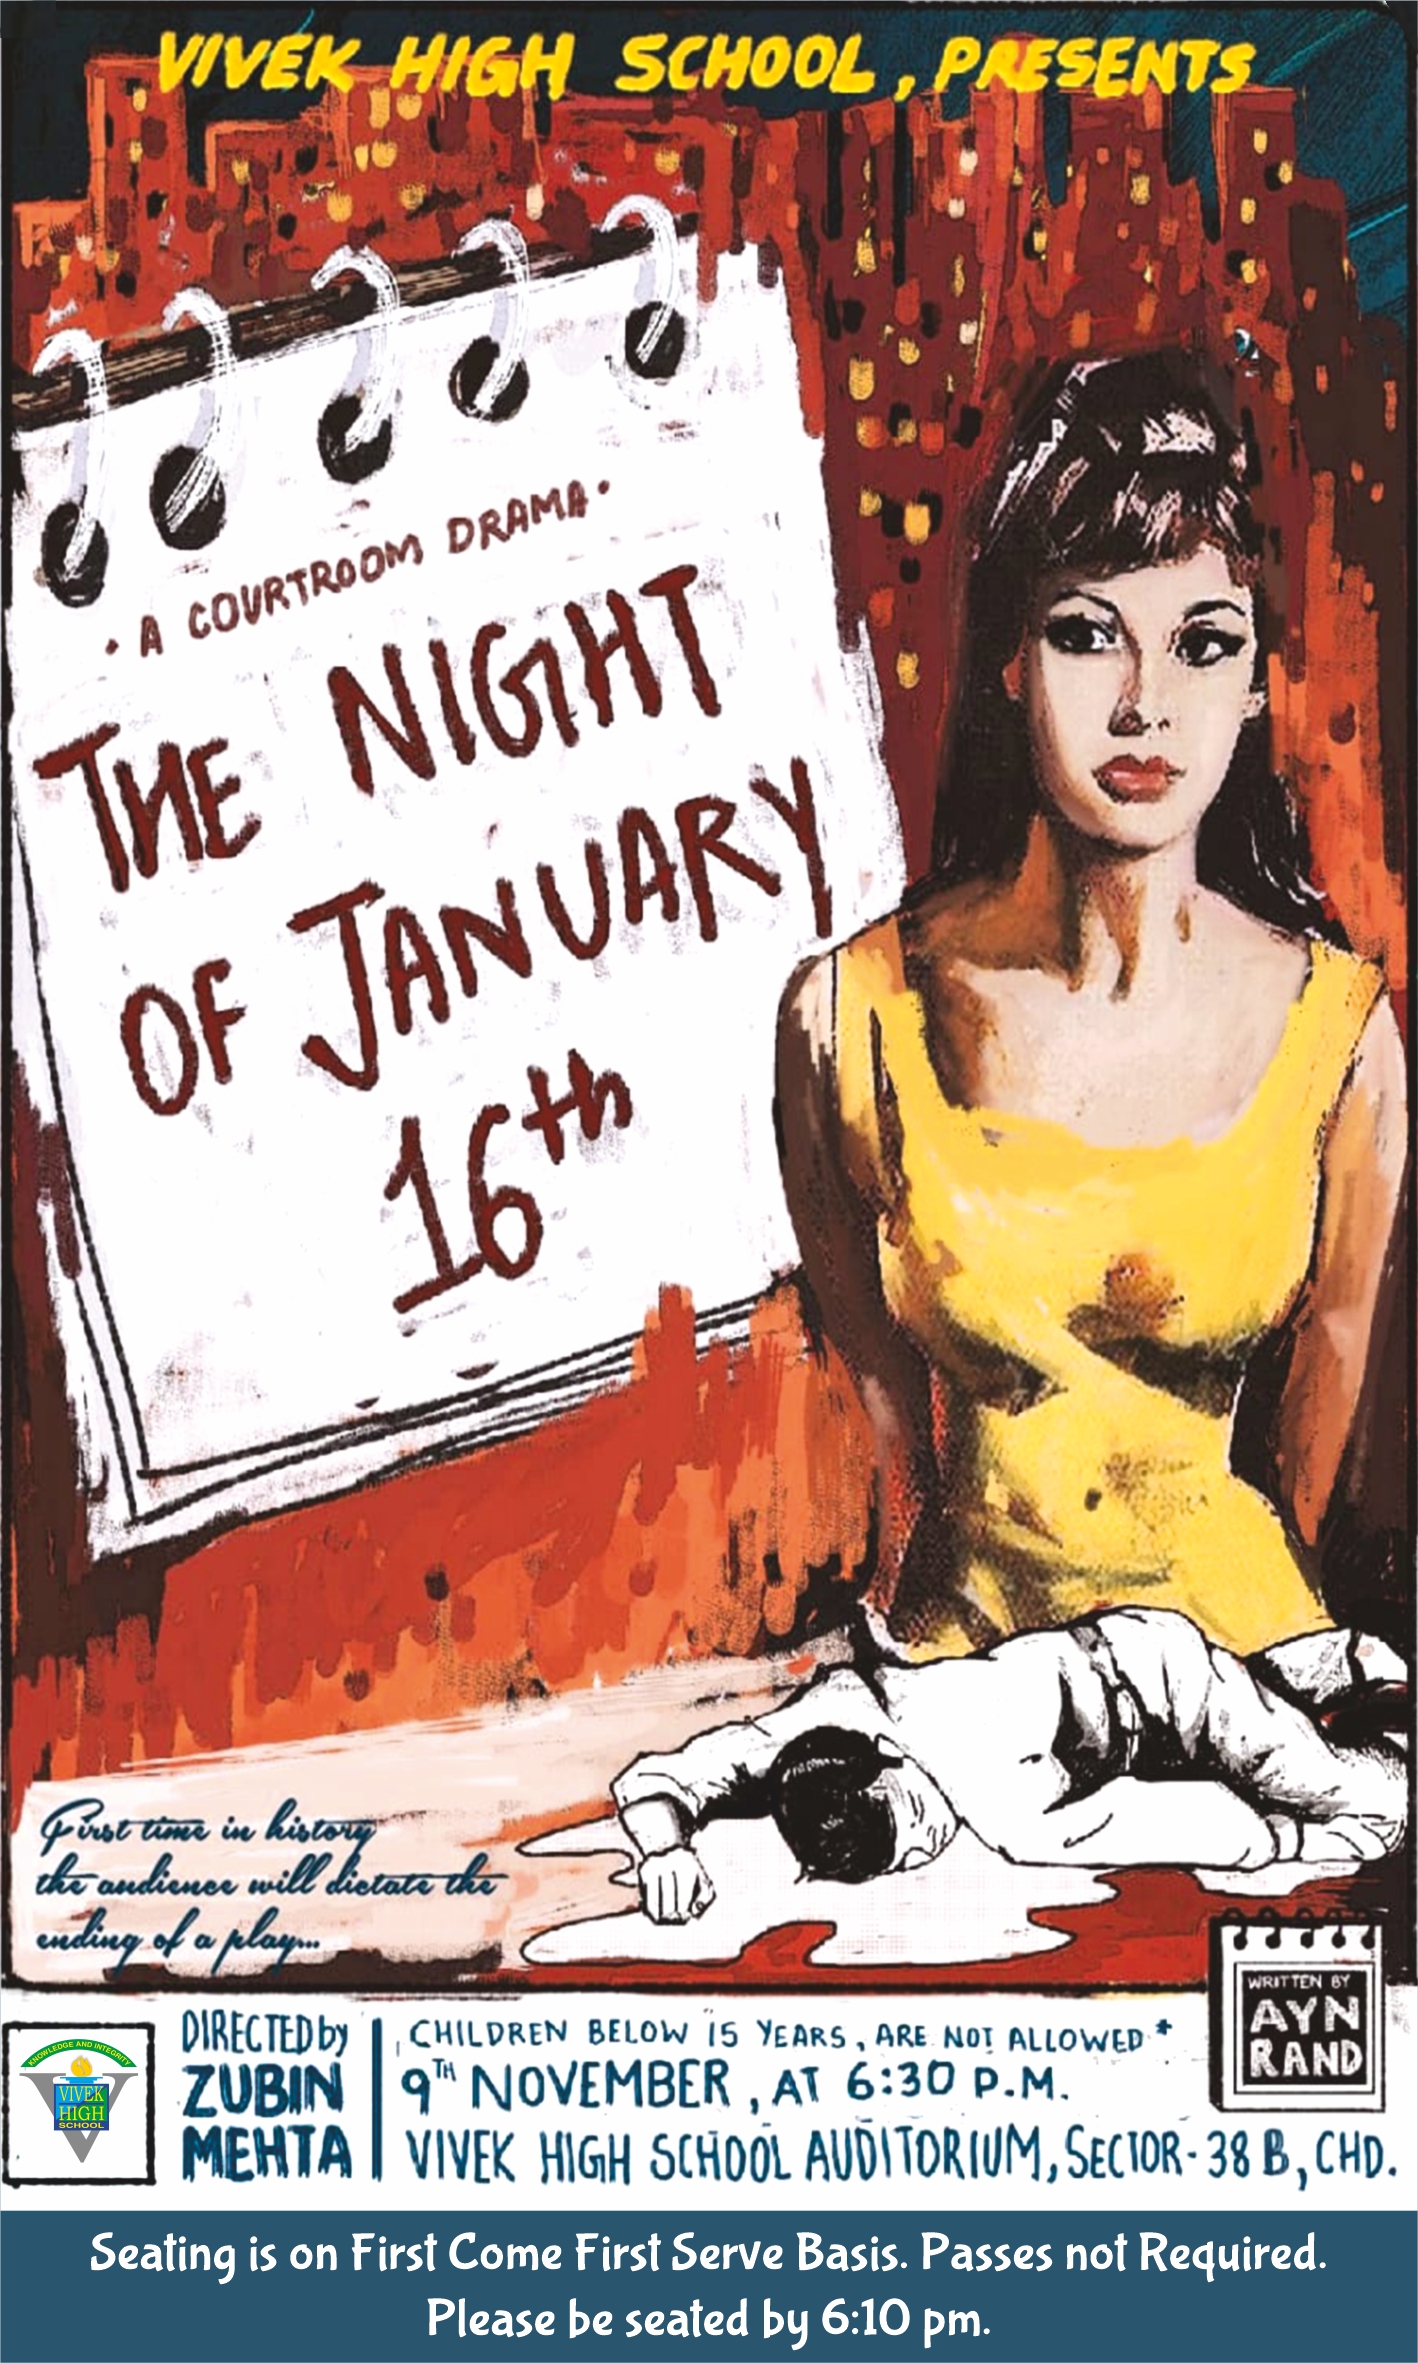 VIVEK HIGH SCHOOL, PRESENTS
• A COURTROOM DRAMA •
THE NIGHT
OF JANUARY
16th
First time in history
the audience will dictate the
ending of a play...
WRITTEN BY
AYN
RAND
KNOWLEDGE AND INTEGRITY
VIVEK
HIGH
SCHOOL
DIRECTED by
ZUBIN
MEHTA
CHILDREN BELOW 15 YEARS, ARE NOT ALLOWED*
9TH NOVEMBER, AT 6:30 P.M.
VIVEK HIGH SCHOOL AUDITORIUM, SECTOR-38 B, CHD.
Seating is on First Come First Serve Basis. Passes not Required.
Please be seated by 6:10 pm.